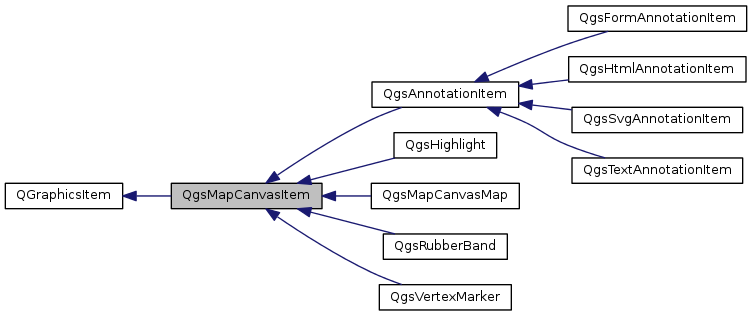 QgsFormAnnotationItem
QgsHtmlAnnotationItem
QgsAnnotationItem
QgsSvgAnnotationItem
QgsHighlight
QgsTextAnnotationItem
QGraphicsItem
QgsMapCanvasItem
QgsMapCanvasMap
QgsRubberBand
QgsVertexMarker